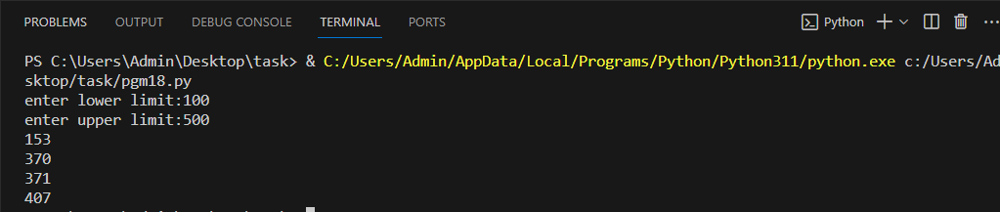 PROBLEMS OUTPUT DEBUG CONSOLE TERMINAL PORTS Python
PS C:\Users\Admin\Desktop\task> & C:/Users/Admin/AppData/Local/Programs/Python/Python311/python.exe c:/Users/Ad
sktop/task/pgm18.py
enter lower limit:100
enter upper limit:500
153
370
371
407